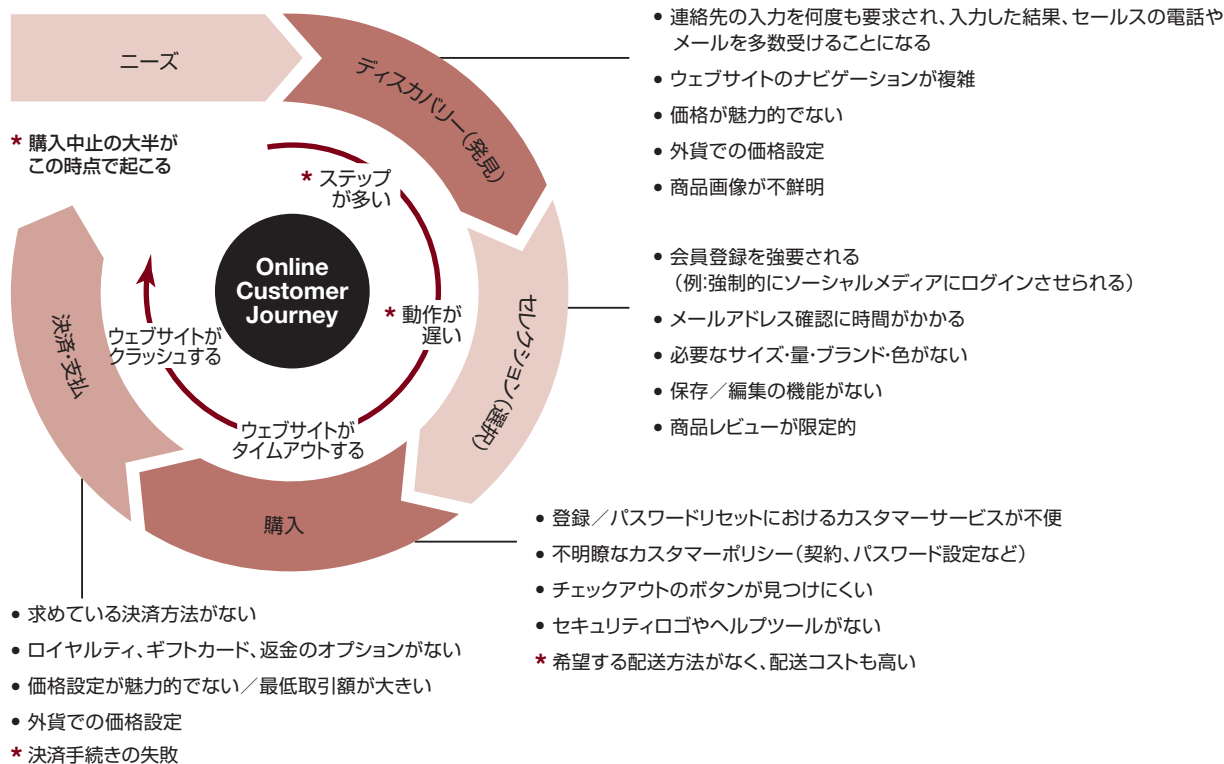 ニーズ
ディスカバリー（発見）
セレクション（選択）
購入
決済・支払
* 購入中止の大半が
この時点で起こる
* ステップ
が多い
* 動作が
遅い
ウェブサイトが
タイムアウトする
ウェブサイトが
クラッシュする
Online
Customer
Journey
• 連絡先の入力を何度も要求され、入力した結果、セールスの電話や
メールを多数受けることになる
• ウェブサイトのナビゲーションが複雑
• 価格が魅力的でない
• 外貨での価格設定
• 商品画像が不鮮明
• 会員登録を強要される
（例:強制的にソーシャルメディアにログインさせられる）
• メールアドレス確認に時間がかかる
• 必要なサイズ・量・ブランド・色がない
• 保存／編集の機能がない
• 商品レビューが限定的
• 登録／パスワードリセットにおけるカスタマーサービスが不便
• 不明瞭なカスタマーポリシー（契約、パスワード設定など）
• チェックアウトのボタンが見つけにくい
• セキュリティロゴやヘルプツールがない
* 希望する配送方法がなく、配送コストも高い
• 求めている決済方法がない
• ロイヤルティ、ギフトカード、返金のオプションがない
• 価格設定が魅力的でない／最低取引額が大きい
• 外貨での価格設定
* 決済手続きの失敗